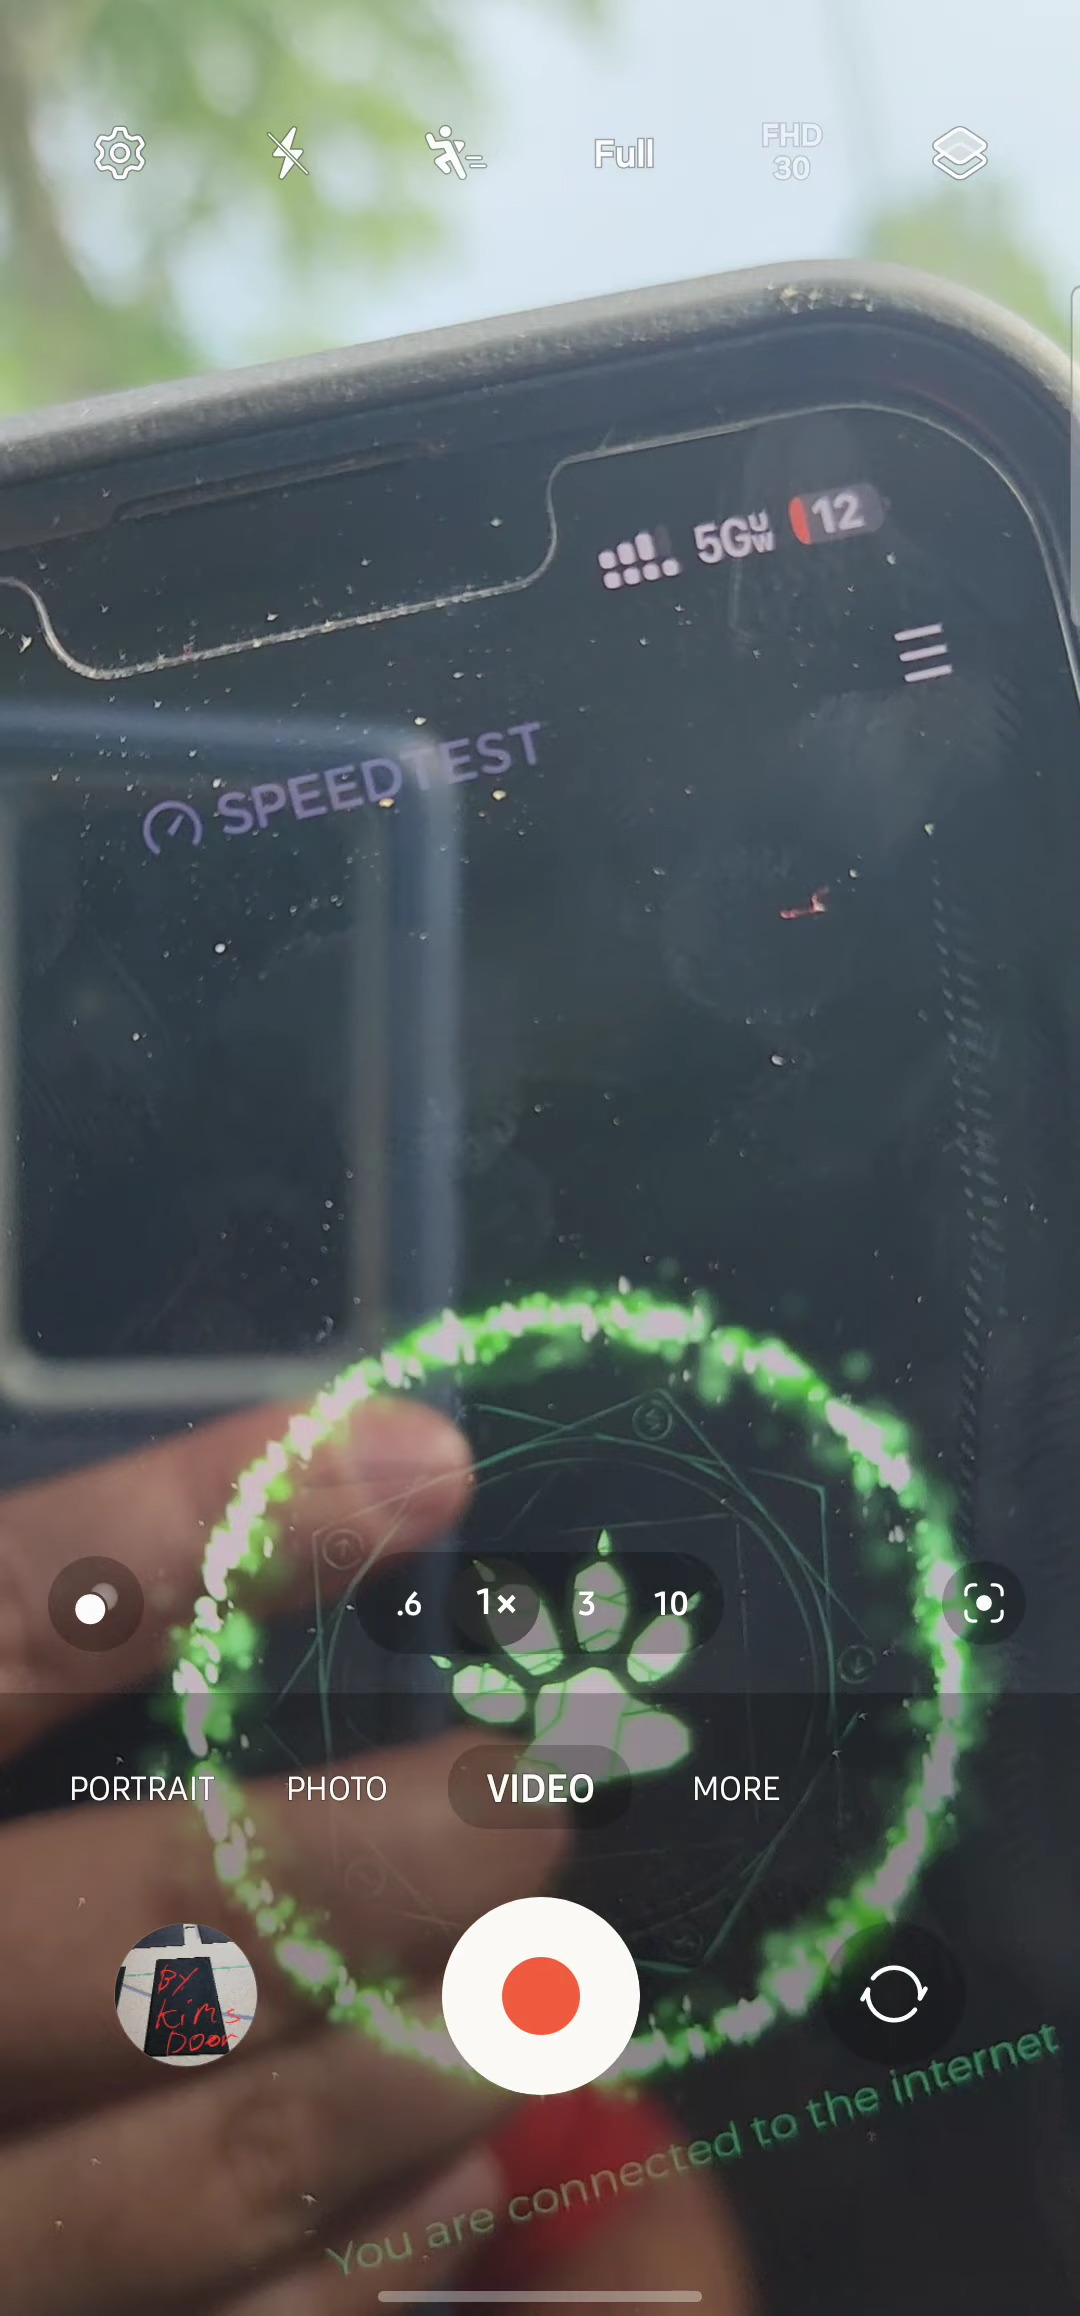 Full
FHD
30
5G UW
12
SPEEDTEST
.6
1×
3
10
PORTRAIT
PHOTO
VIDEO
MORE
BY
Kim's
Door
You are connected to the internet